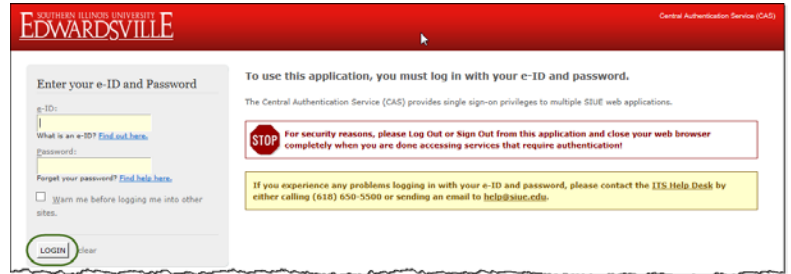 SOUTHERN ILLINOIS UNIVERSITY
EDWARDSVILLE
Central Authentication Service (CAS)
Enter your e-ID and Password
e-ID:
What is an e-ID? Find out here.
Password:
Forget your password? Find help here.
Warn me before logging me into other
sites.
LOGIN clear
To use this application, you must log in with your e-ID and password.
The Central Authentication Service (CAS) provides single sign-on privileges to multiple SIUE web applications.
STOP
For security reasons, please Log Out or Sign Out from this application and close your web browser
completely when you are done accessing services that require authentication!
If you experience any problems logging in with your e-ID and password, please contact the ITS Help Desk by
either calling (618) 650-5500 or sending an email to help@siue.edu.